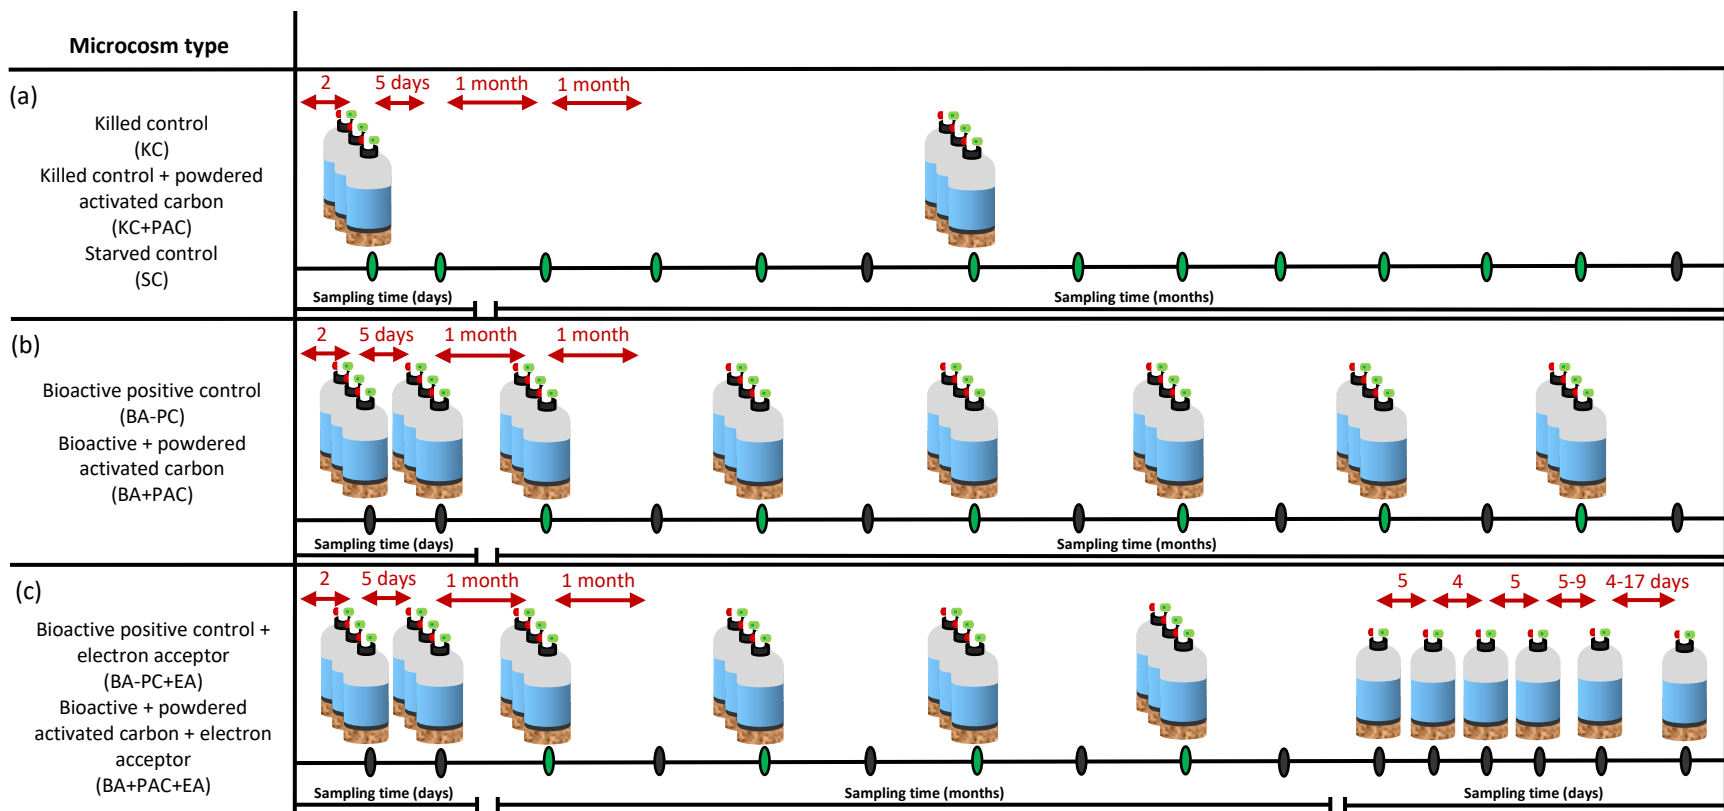 Microcosm type
(a)
Killed control
(KC)
Killed control + powdered
activated carbon
(KC+PAC)
Starved control
(SC)
2
5 days
1 month
1 month
Sampling time (days)
Sampling time (months)
(b)
Bioactive positive control
(BA-PC)
Bioactive + powdered
activated carbon
(BA+PAC)
2
5 days
1 month
1 month
Sampling time (days)
Sampling time (months)
(c)
Bioactive positive control +
electron acceptor
(BA-PC+EA)
Bioactive + powdered
activated carbon + electron
acceptor
(BA+PAC+EA)
2
5 days
1 month
1 month
5
4
5
5-9
4-17 days
Sampling time (days)
Sampling time (months)
Sampling time (days)